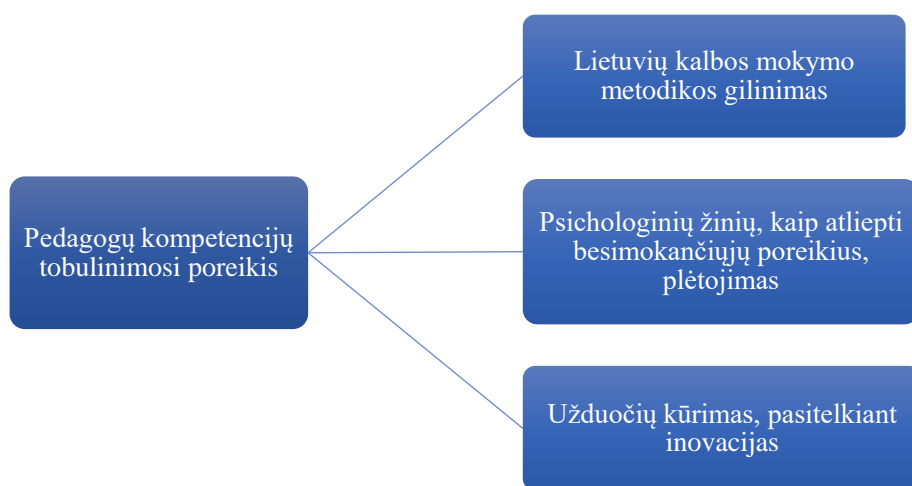 Lietuvių kalbos mokymo
metodikos gilinimas
Pedagogų kompetencijų
tobulinimosi poreikis
Psichologinių žinių, kaip atliepti
besimokančiųjų poreikius,
plėtojimas
Užduočių kūrimas, pasitelkiant
inovacijas